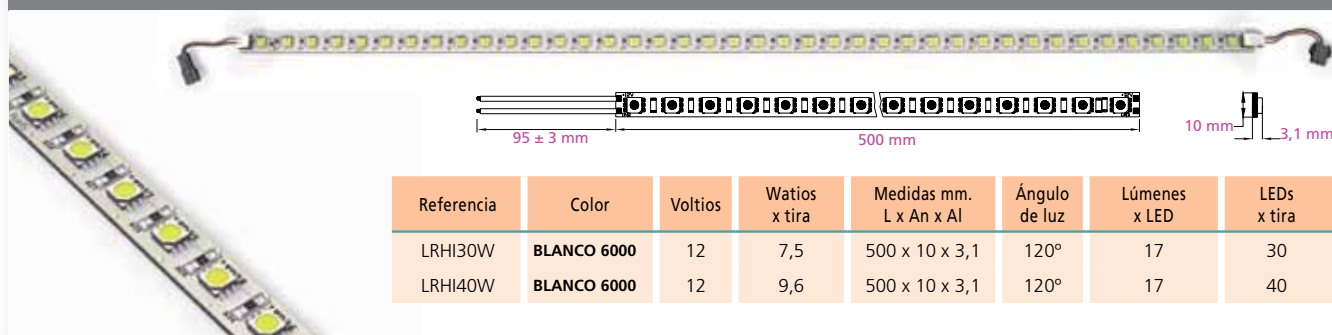 95 ± 3 mm
500 mm
10 mm
3,1 mm
Referencia Color Voltios Watios x tira Medidas mm. L x An x Al Ángulo de luz Lúmenes x LED LEDs x tira
LRHI30W BLANCO 6000 12 7,5 500 x 10 x 3,1 120º 17 30
LRHI40W BLANCO 6000 12 9,6 500 x 10 x 3,1 120º 17 40